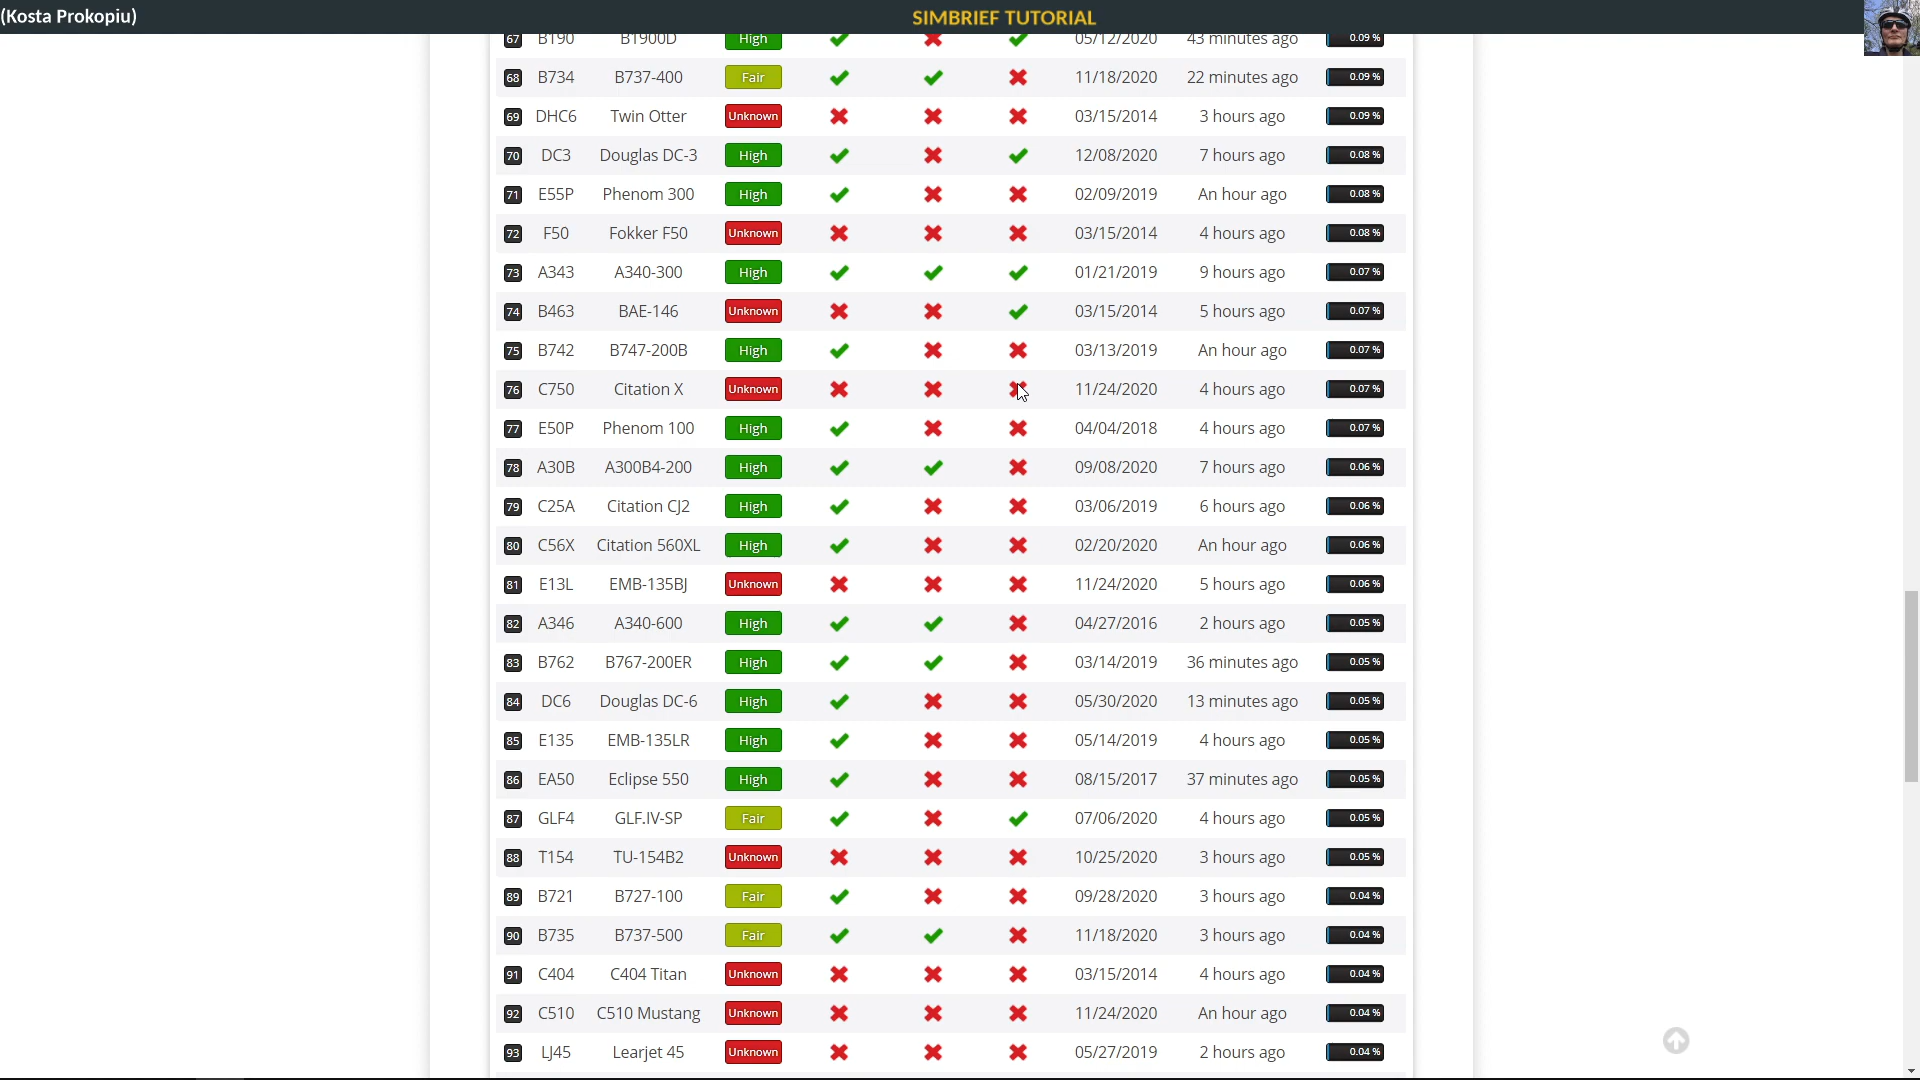 (Kosta Prokopiu)
SIMBRIEF TUTORIAL
67 B190 B1900D High 05/12/2020 43 minutes ago 0.09 %
68 B734 B737-400 Fair 11/18/2020 22 minutes ago 0.09 %
69 DHC6 Twin Otter Unknown 03/15/2014 3 hours ago 0.09 %
70 DC3 Douglas DC-3 High 12/08/2020 7 hours ago 0.08 %
71 E55P Phenom 300 High 02/09/2019 An hour ago 0.08 %
72 F50 Fokker F50 Unknown 03/15/2014 4 hours ago 0.08 %
73 A343 A340-300 High 01/21/2019 9 hours ago 0.07 %
74 B463 BAE-146 Unknown 03/15/2014 5 hours ago 0.07 %
75 B742 B747-200B High 03/13/2019 An hour ago 0.07 %
76 C750 Citation X Unknown 11/24/2020 4 hours ago 0.07 %
77 E50P Phenom 100 High 04/04/2018 4 hours ago 0.07 %
78 A30B A300B4-200 High 09/08/2020 7 hours ago 0.06 %
79 C25A Citation CJ2 High 03/06/2019 6 hours ago 0.06 %
80 C56X Citation 560XL High 02/20/2020 An hour ago 0.06 %
81 E13L EMB-135BJ Unknown 11/24/2020 5 hours ago 0.06 %
82 A346 A340-600 High 04/27/2016 2 hours ago 0.05 %
83 B762 B767-200ER High 03/14/2019 36 minutes ago 0.05 %
84 DC6 Douglas DC-6 High 05/30/2020 13 minutes ago 0.05 %
85 E135 EMB-135LR High 05/14/2019 4 hours ago 0.05 %
86 EA50 Eclipse 550 High 08/15/2017 37 minutes ago 0.05 %
87 GLF4 GLF.IV-SP Fair 07/06/2020 4 hours ago 0.05 %
88 T154 TU-154B2 Unknown 10/25/2020 3 hours ago 0.05 %
89 B721 B727-100 Fair 09/28/2020 3 hours ago 0.04 %
90 B735 B737-500 Fair 11/18/2020 3 hours ago 0.04 %
91 C404 C404 Titan Unknown 03/15/2014 4 hours ago 0.04 %
92 C510 C510 Mustang Unknown 11/24/2020 An hour ago 0.04 %
93 LJ45 Learjet 45 Unknown 05/27/2019 2 hours ago 0.04 %